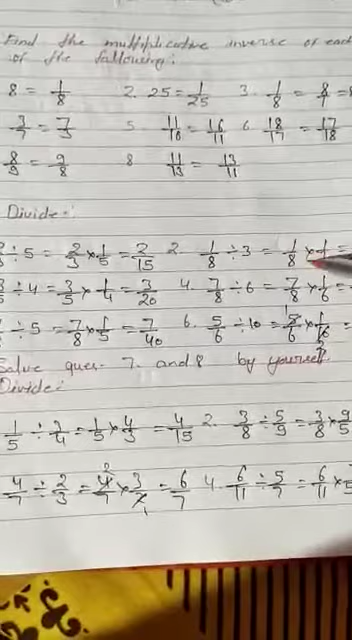 Find the multiplicative inverse of each
of the following:
8 = 1/8 2. 25 = 1/25 3. 1/8 = 8/1 =
3/7 = 7/3 5. 11/16 = 16/11 6. 18/17 = 17/18
8/9 = 9/8 8 11/13 = 13/11
Divide:-
÷ 5 = 2/3 × 1/5 = 2/15 2. 1/8 ÷ 3 = 1/8 × 1/ =
÷ 4 = 3/5 × 1/4 = 3/20 4. 7/8 ÷ 6 = 7/8 × 1/6 =
÷ 5 = 7/8 × 1/5 = 7/40 6. 5/6 ÷ 10 = 5/6 × 1/10 =
Solve ques. 7. and 8 by yourself
Divide:
1/5 ÷ 3/4 = 1/5 × 4/3 = 4/15 2. 3/8 ÷ 5/9 = 3/8 × 9/5
4/7 ÷ 2/3 = 4/7 × 3/2 = 6/7 4. 6/11 ÷ 5/7 = 6/11 ×